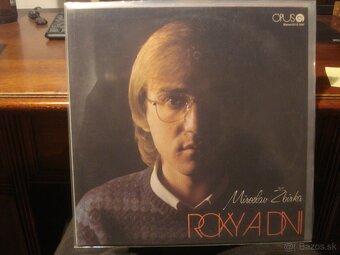 OPUS
Miroslav Žbirka
ROKY A DNI
Bazos.sk